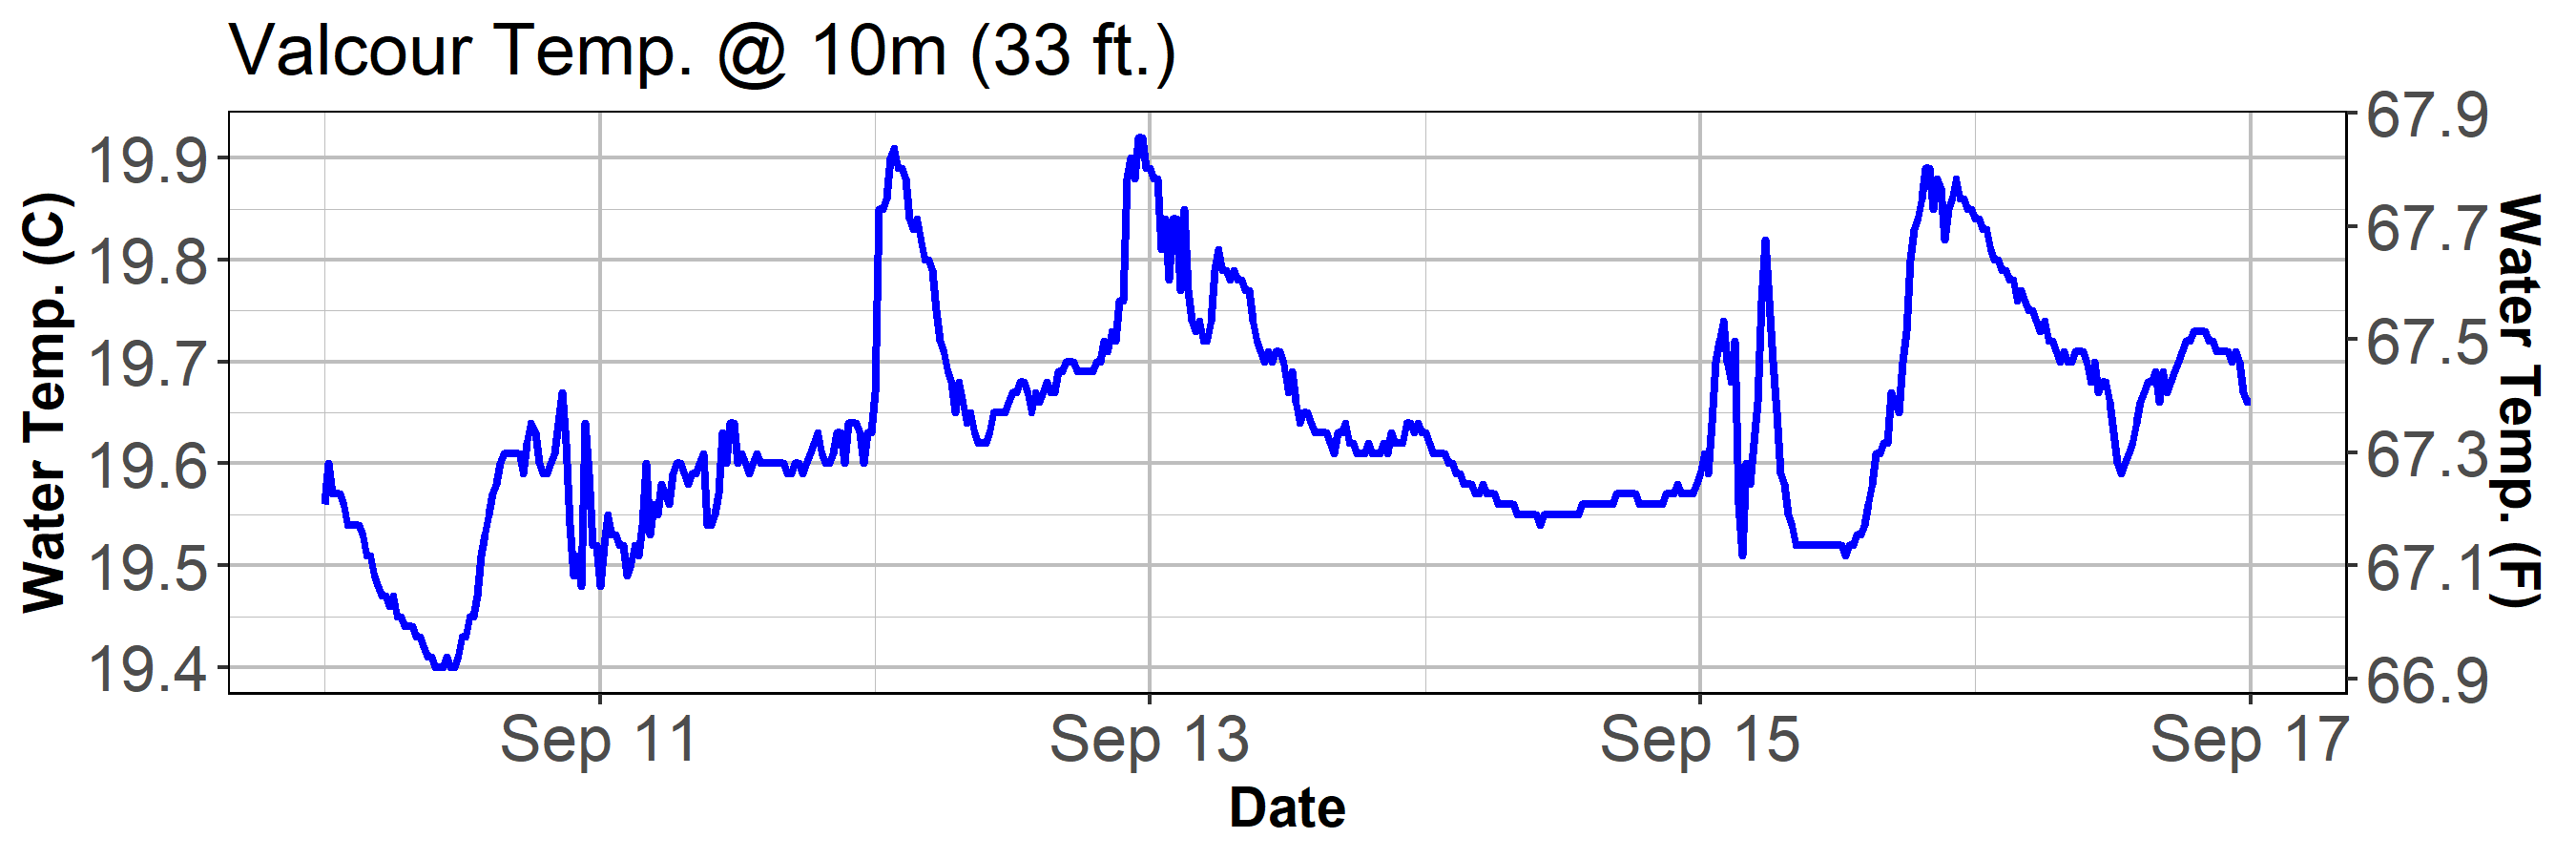 Valcour Temp. @ 10m (33 ft.)
Water Temp. (C)
19.9
19.8
19.7
19.6
19.5
19.4
67.9
67.7
67.5
67.3
67.1
66.9
Water Temp. (F)
Sep 11
Sep 13
Sep 15
Sep 17
Date